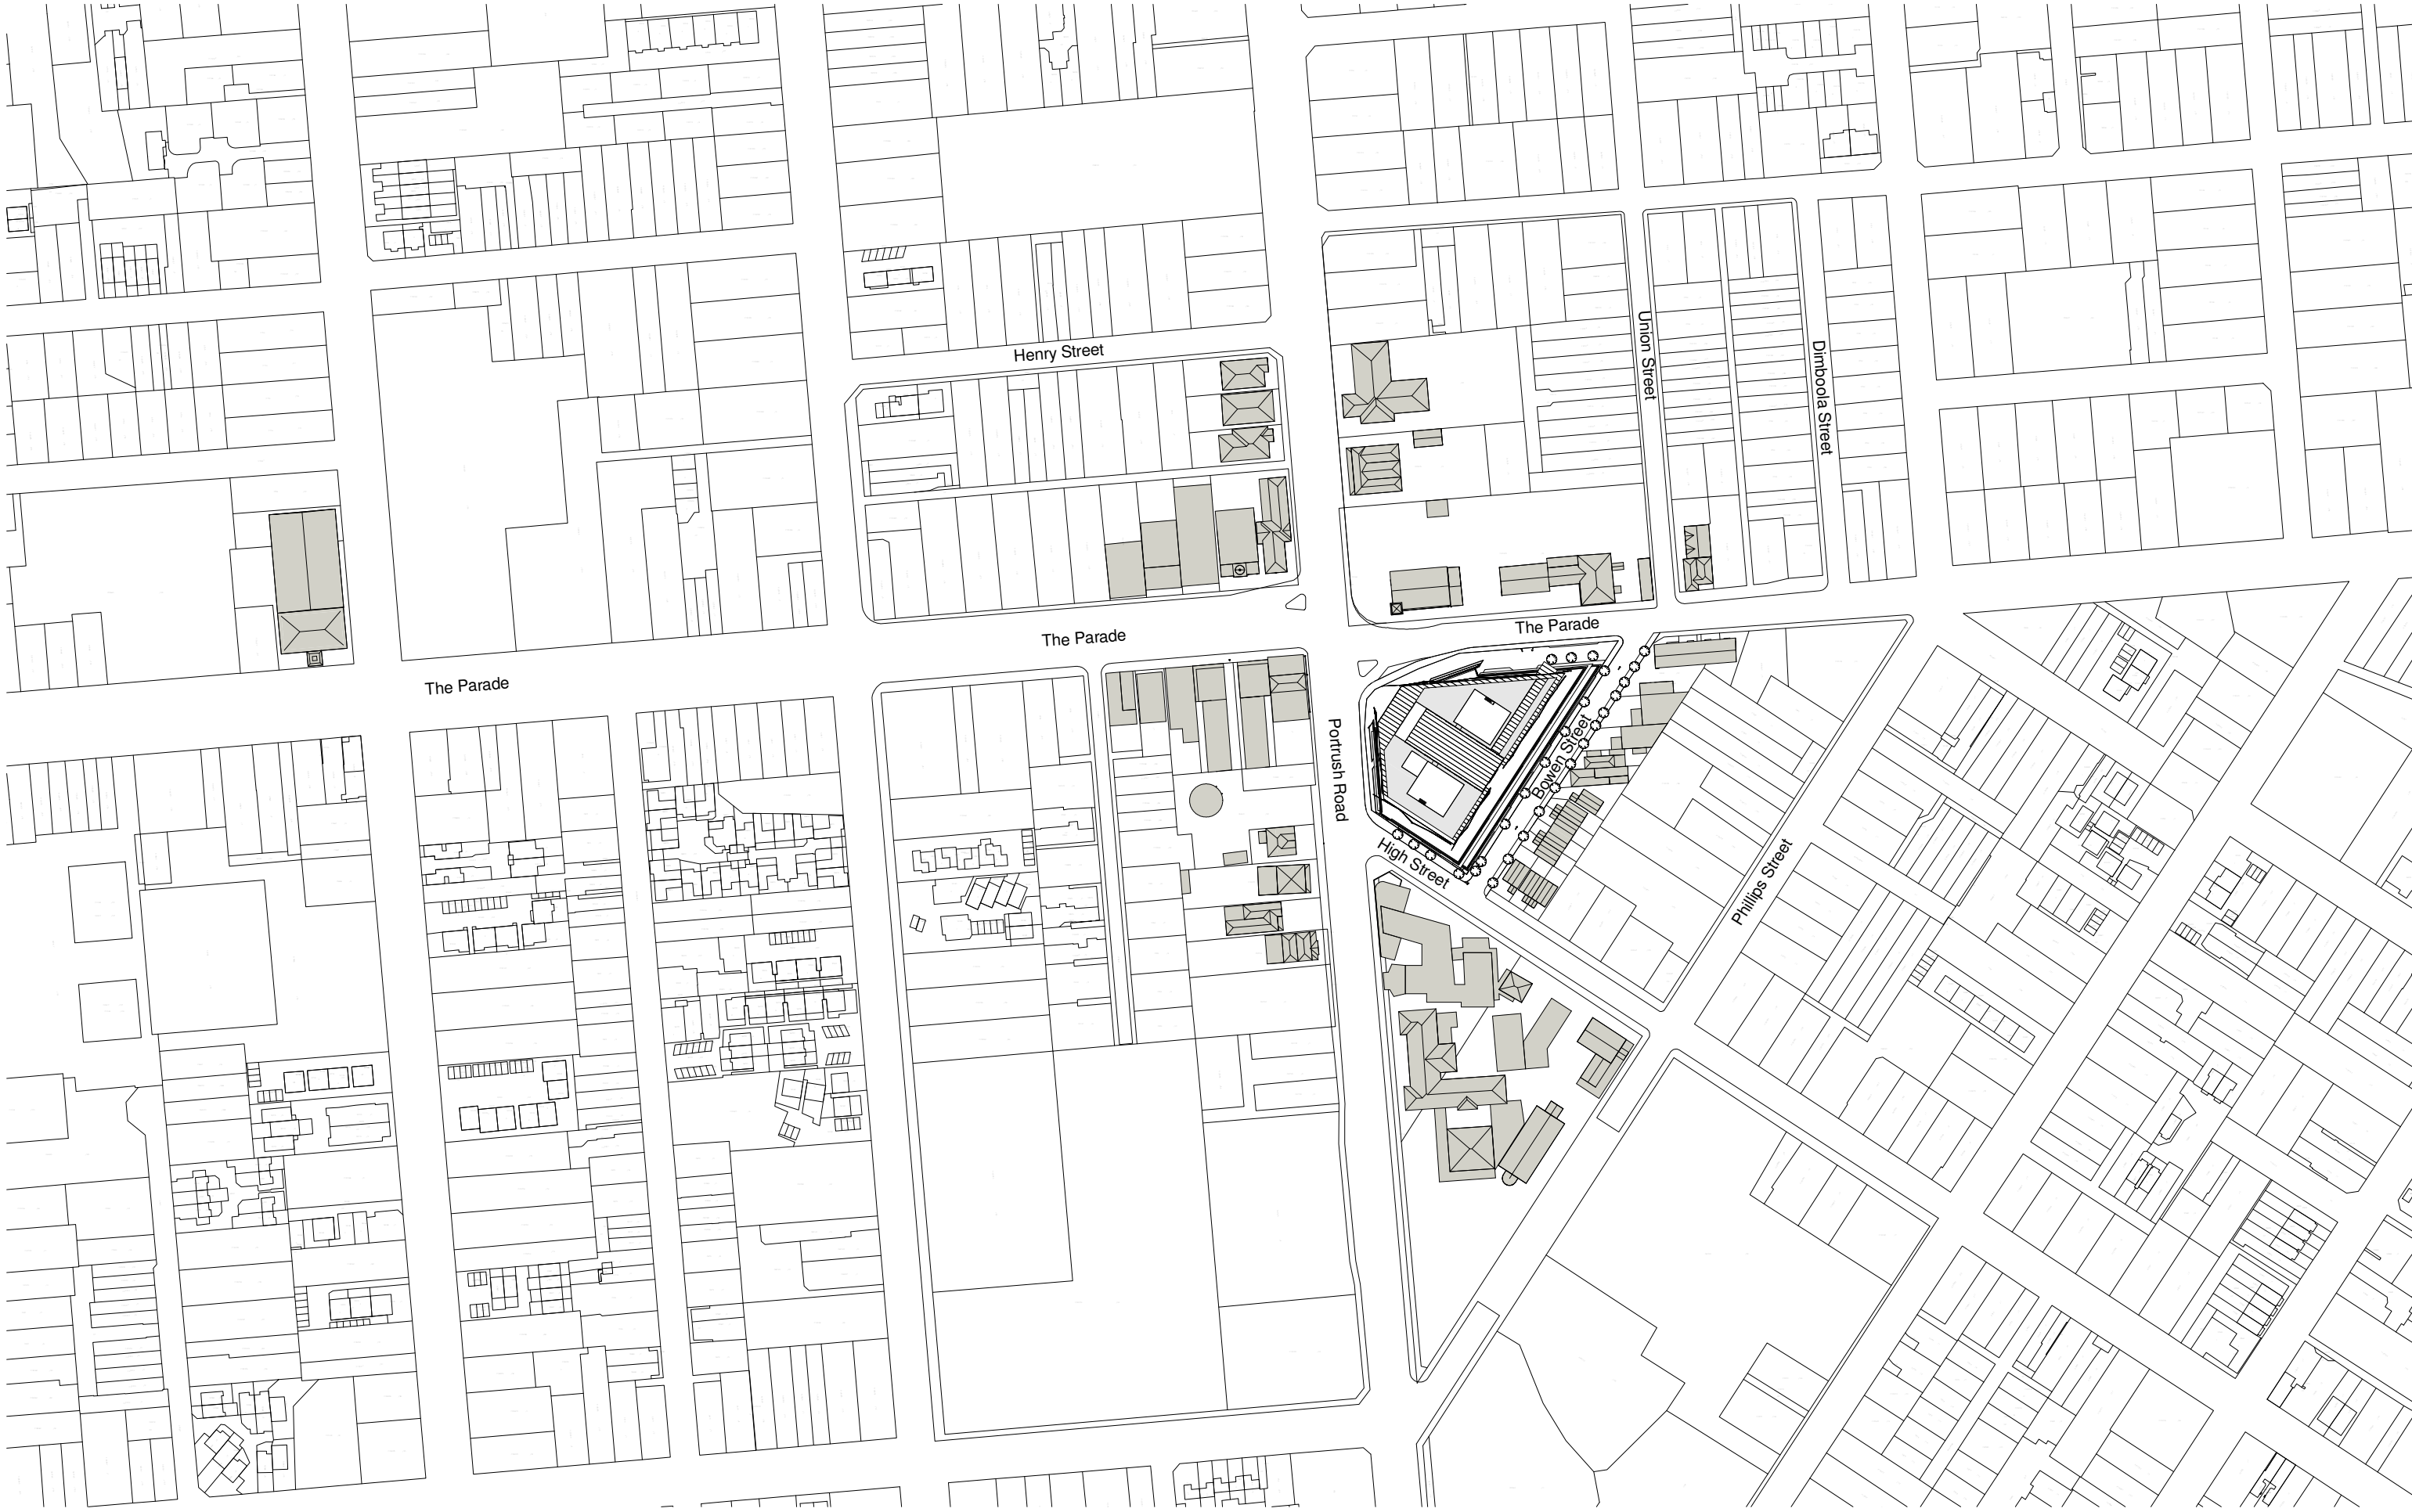 Henry Street
Union Street
Dimboola Street
The Parade
The Parade
The Parade
Portrush Road
Bowen Street
High Street
Phillips Street